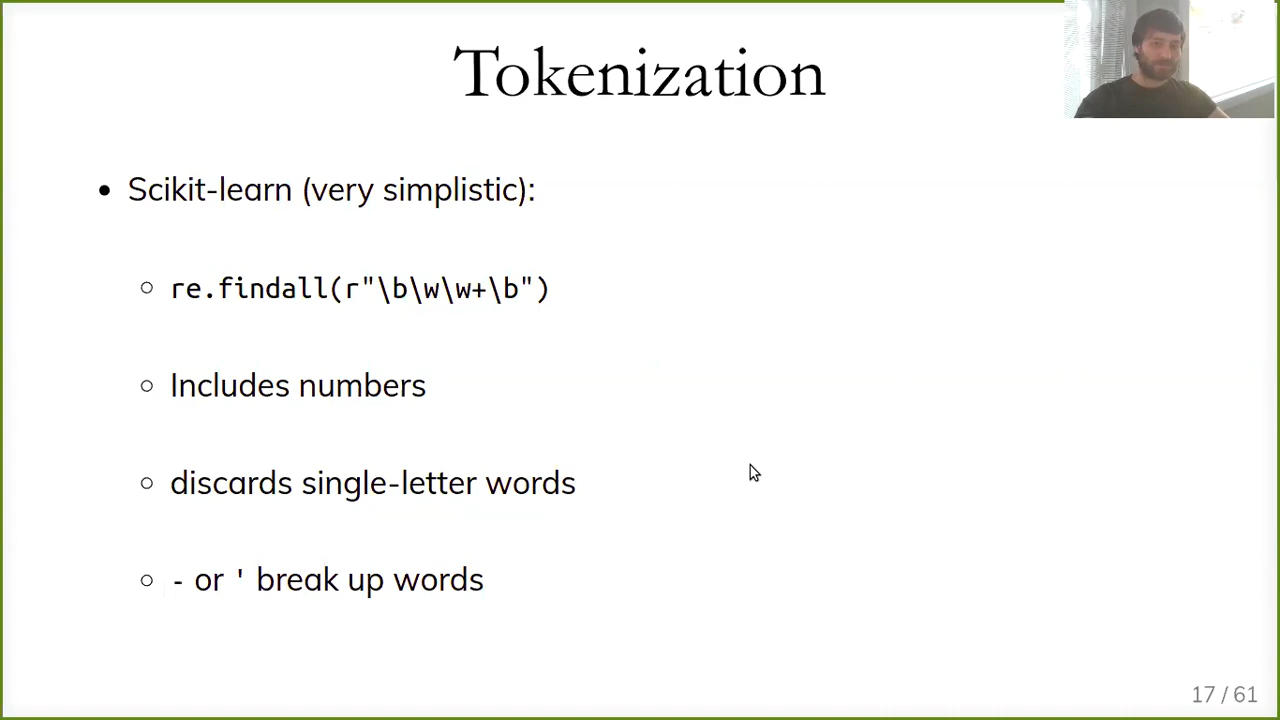 Tokenization
• Scikit-learn (very simplistic):
○ re.findall(r"\b\w\w+\b")
○ Includes numbers
○ discards single-letter words
○ - or ' break up words
17 / 61